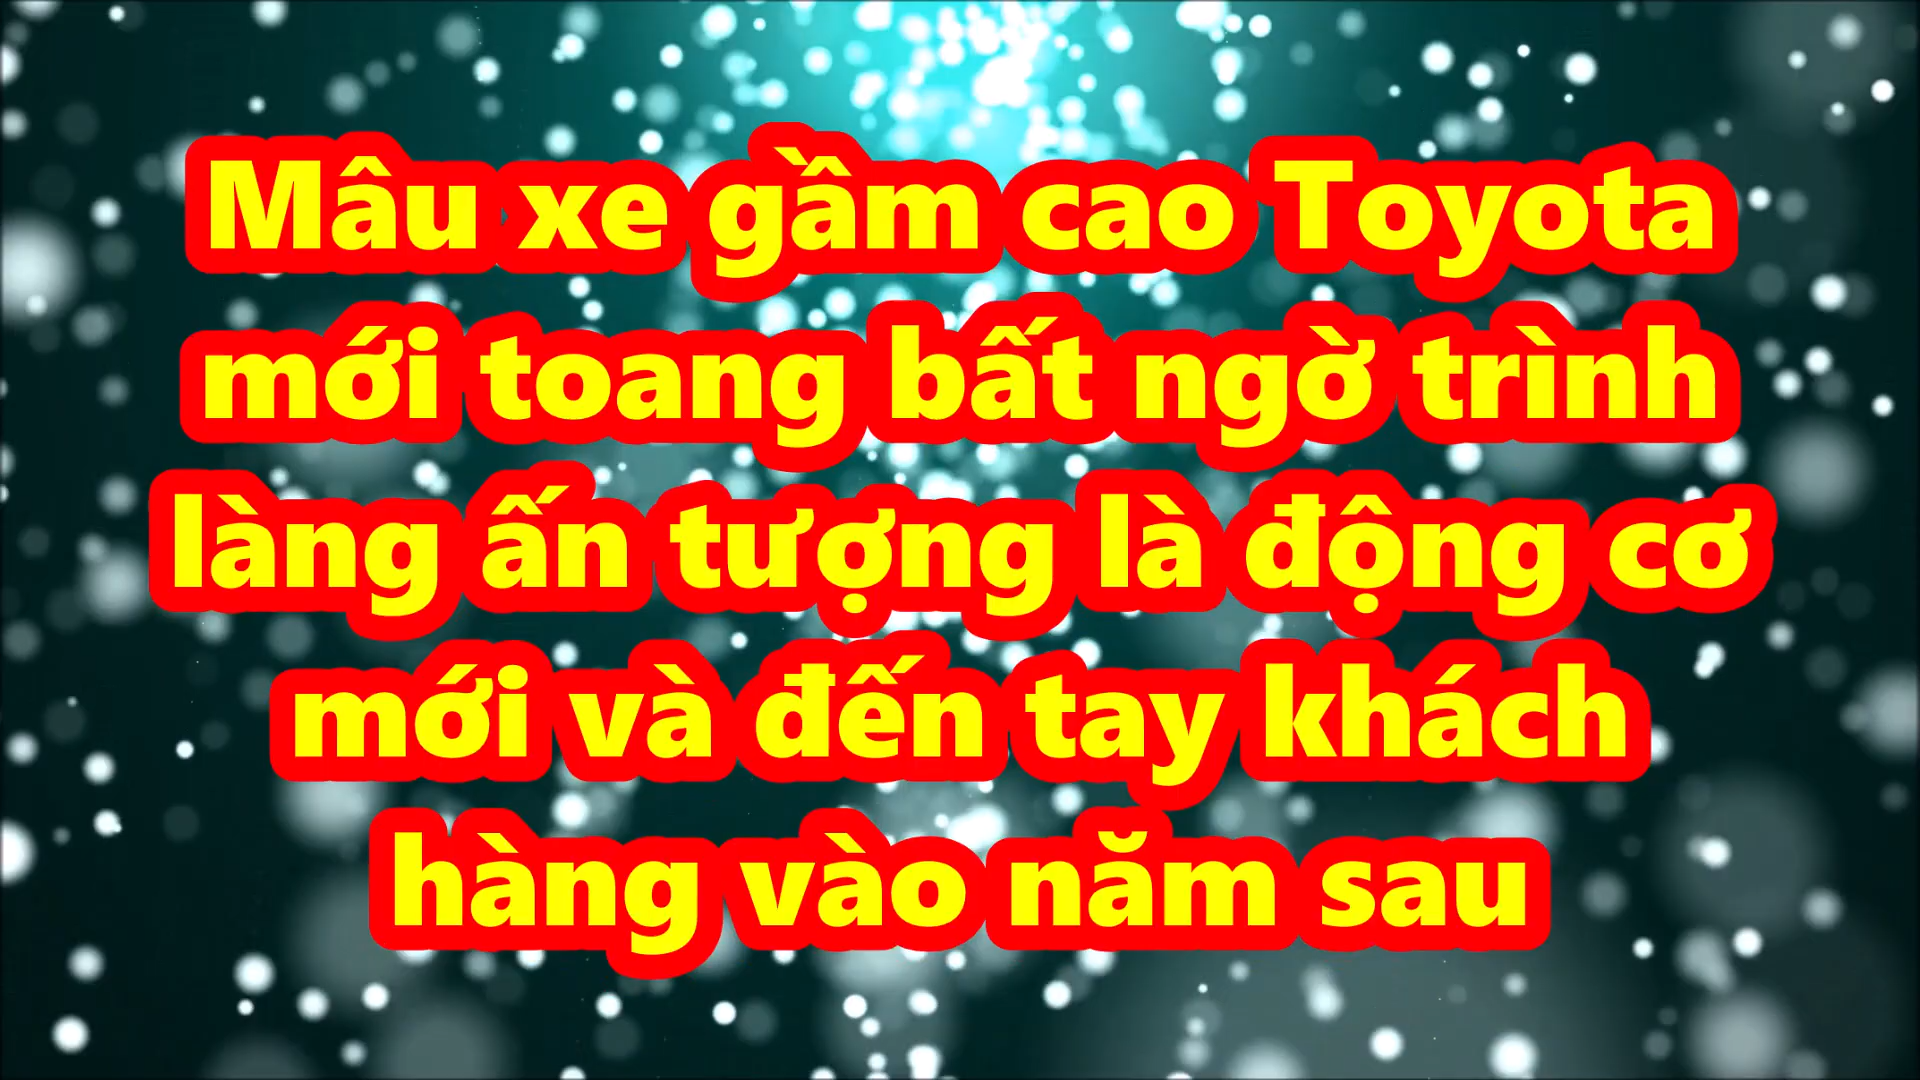 Mâu xe gầm cao Toyota
mới toang bất ngờ trình
làng ấn tượng là động cơ
mới và đến tay khách
hàng vào năm sau